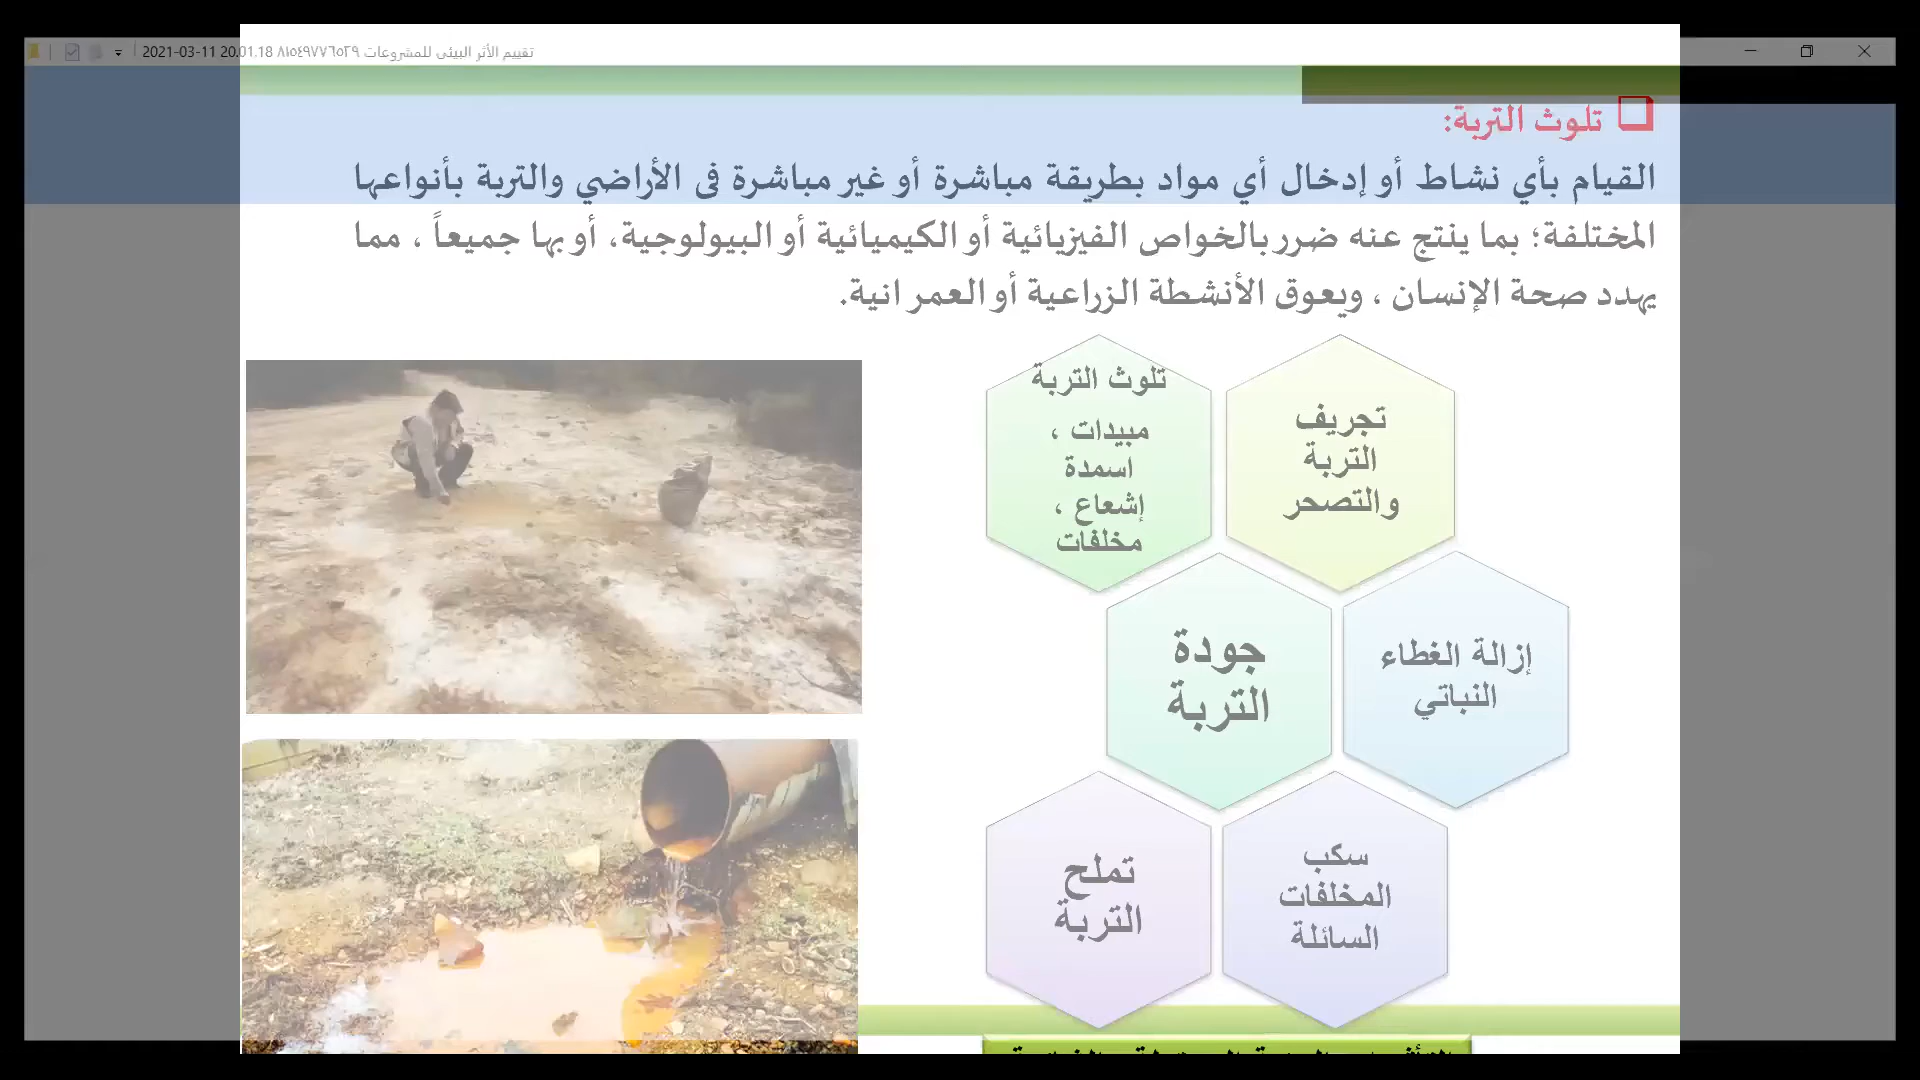 تقييم الأثر البيئى للمشروعات ٨١٥٤٩٧٧٦٥٢٩ 2021-03-11 20.01.18
تلوث التربة:
القيام بأي نشاط أو إدخال أي مواد بطريقة مباشرة أو غير مباشرة فى الأراضي والتربة بأنواعها
المختلفة؛ بما ينتج عنه ضرر بالخواص الفيزيائية أو الكيميائية أو البيولوجية، أو بها جميعاً ، مما
يهدد صحة الإنسان ، ويعوق الأنشطة الزراعية أو العمرانية.
تجريف
التربة
والتصحر
تلوث التربة
مبيدات ،
اسمدة
إشعاع ،
مخلفات
إزالة الغطاء
النباتي
جودة
التربة
سكب
المخلفات
السائلة
تملح
التربة